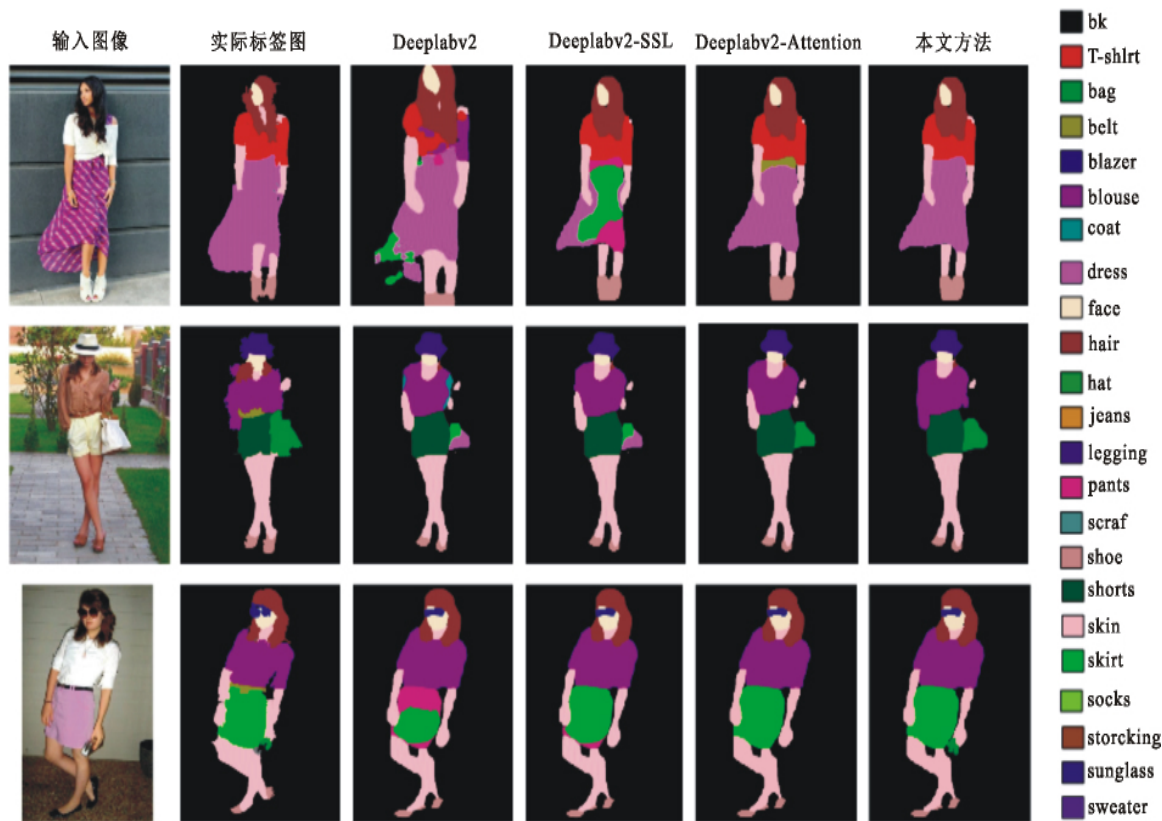 输入图像 实际标签图 Deeplabv2 Deeplabv2-SSL Deeplabv2-Attention 本文方法
bk
T-shlrt
bag
belt
blazer
blouse
coat
dress
face
hair
hat
jeans
legging
pants
scraf
shoe
shorts
skin
skirt
socks
storcking
sunglass
sweater